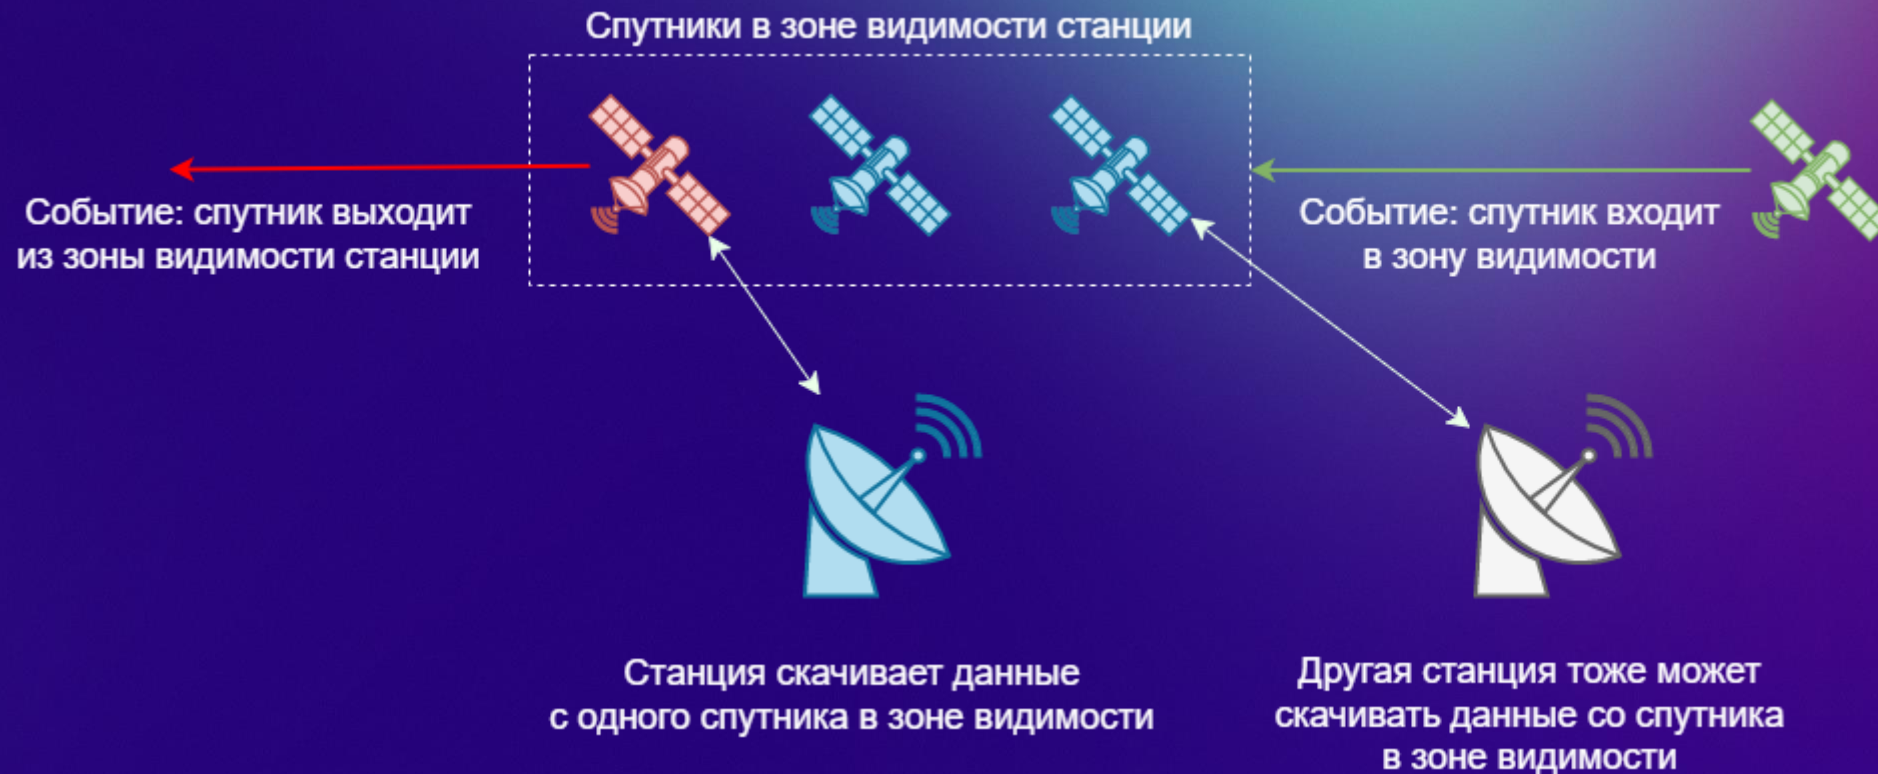 Спутники в зоне видимости станции
Событие: спутник выходит
из зоны видимости станции
Событие: спутник входит
в зону видимости
Станция скачивает данные
с одного спутника в зоне видимости
Другая станция тоже может
скачивать данные со спутника
в зоне видимости